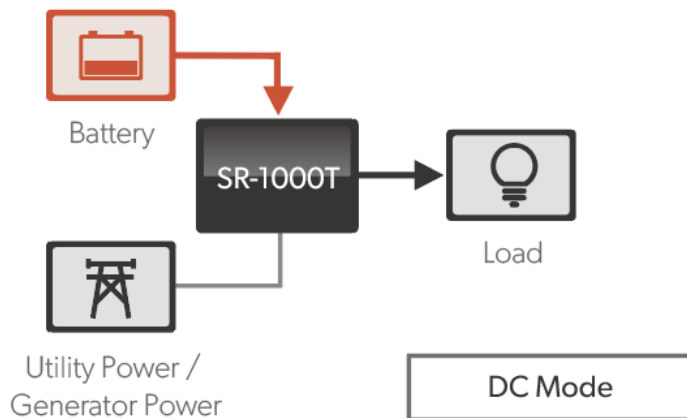 Battery
SR-1000T
Load
Utility Power /
Generator Power
DC Mode